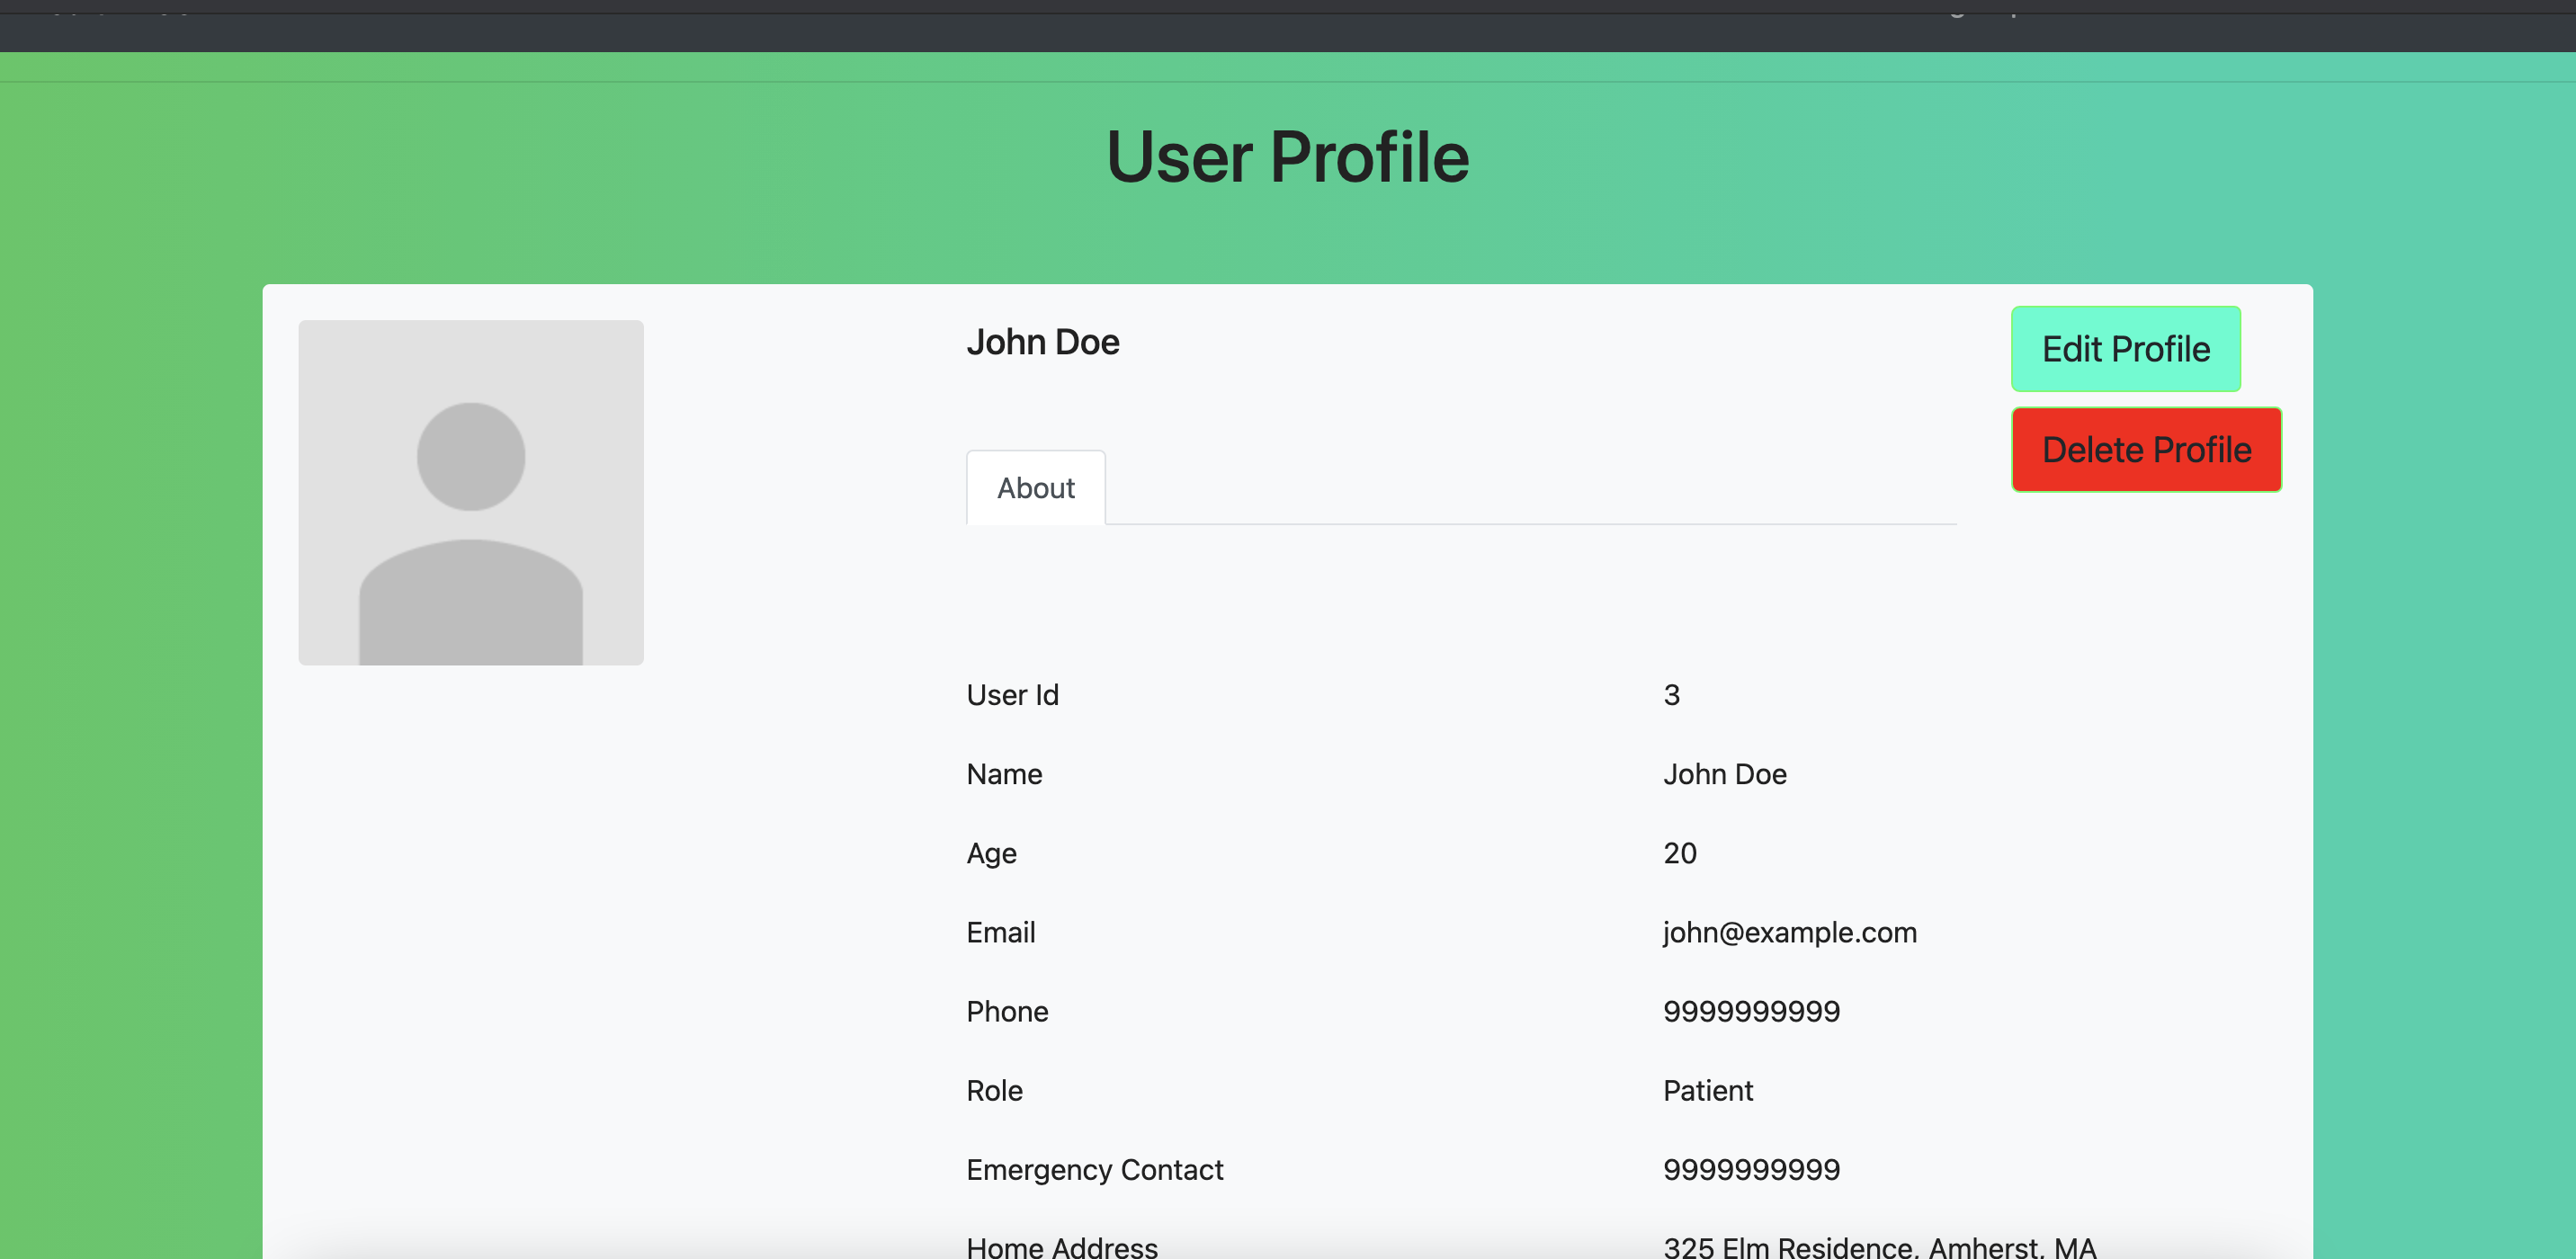 User Profile
John Doe
Edit Profile
Delete Profile
About
User Id 3
Name John Doe
Age 20
Email john@example.com
Phone 9999999999
Role Patient
Emergency Contact 9999999999
Home Address 325 Elm Residence, Amherst, MA